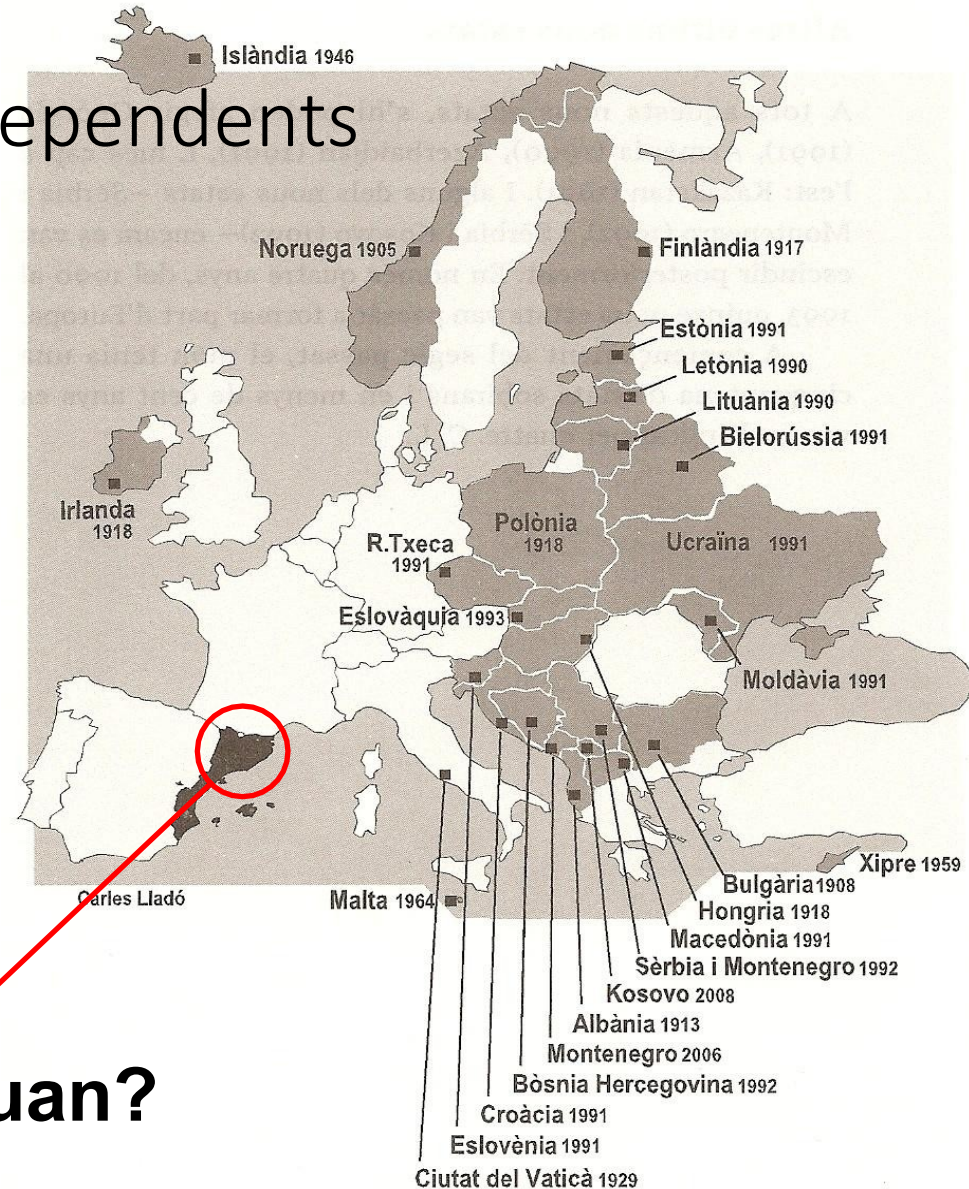 Islàndia 1946
ependents
Noruega 1905
Finlàndia 1917
Estònia 1991
Letònia 1990
Lituània 1990
Bielorússia 1991
Irlanda
1918
Polònia
1918
R.Txeca
1991
Ucraïna 1991
Eslovàquia 1993
Moldàvia 1991
Xipre 1959
Carles Lladó
Malta 1964
Bulgària 1908
Hongria 1918
Macedònia 1991
Sèrbia i Montenegro 1992
Kosovo 2008
Albània 1913
Montenegro 2006
uan?
Bòsnia Hercegovina 1992
Croàcia 1991
Eslovènia 1991
Ciutat del Vaticà 1929